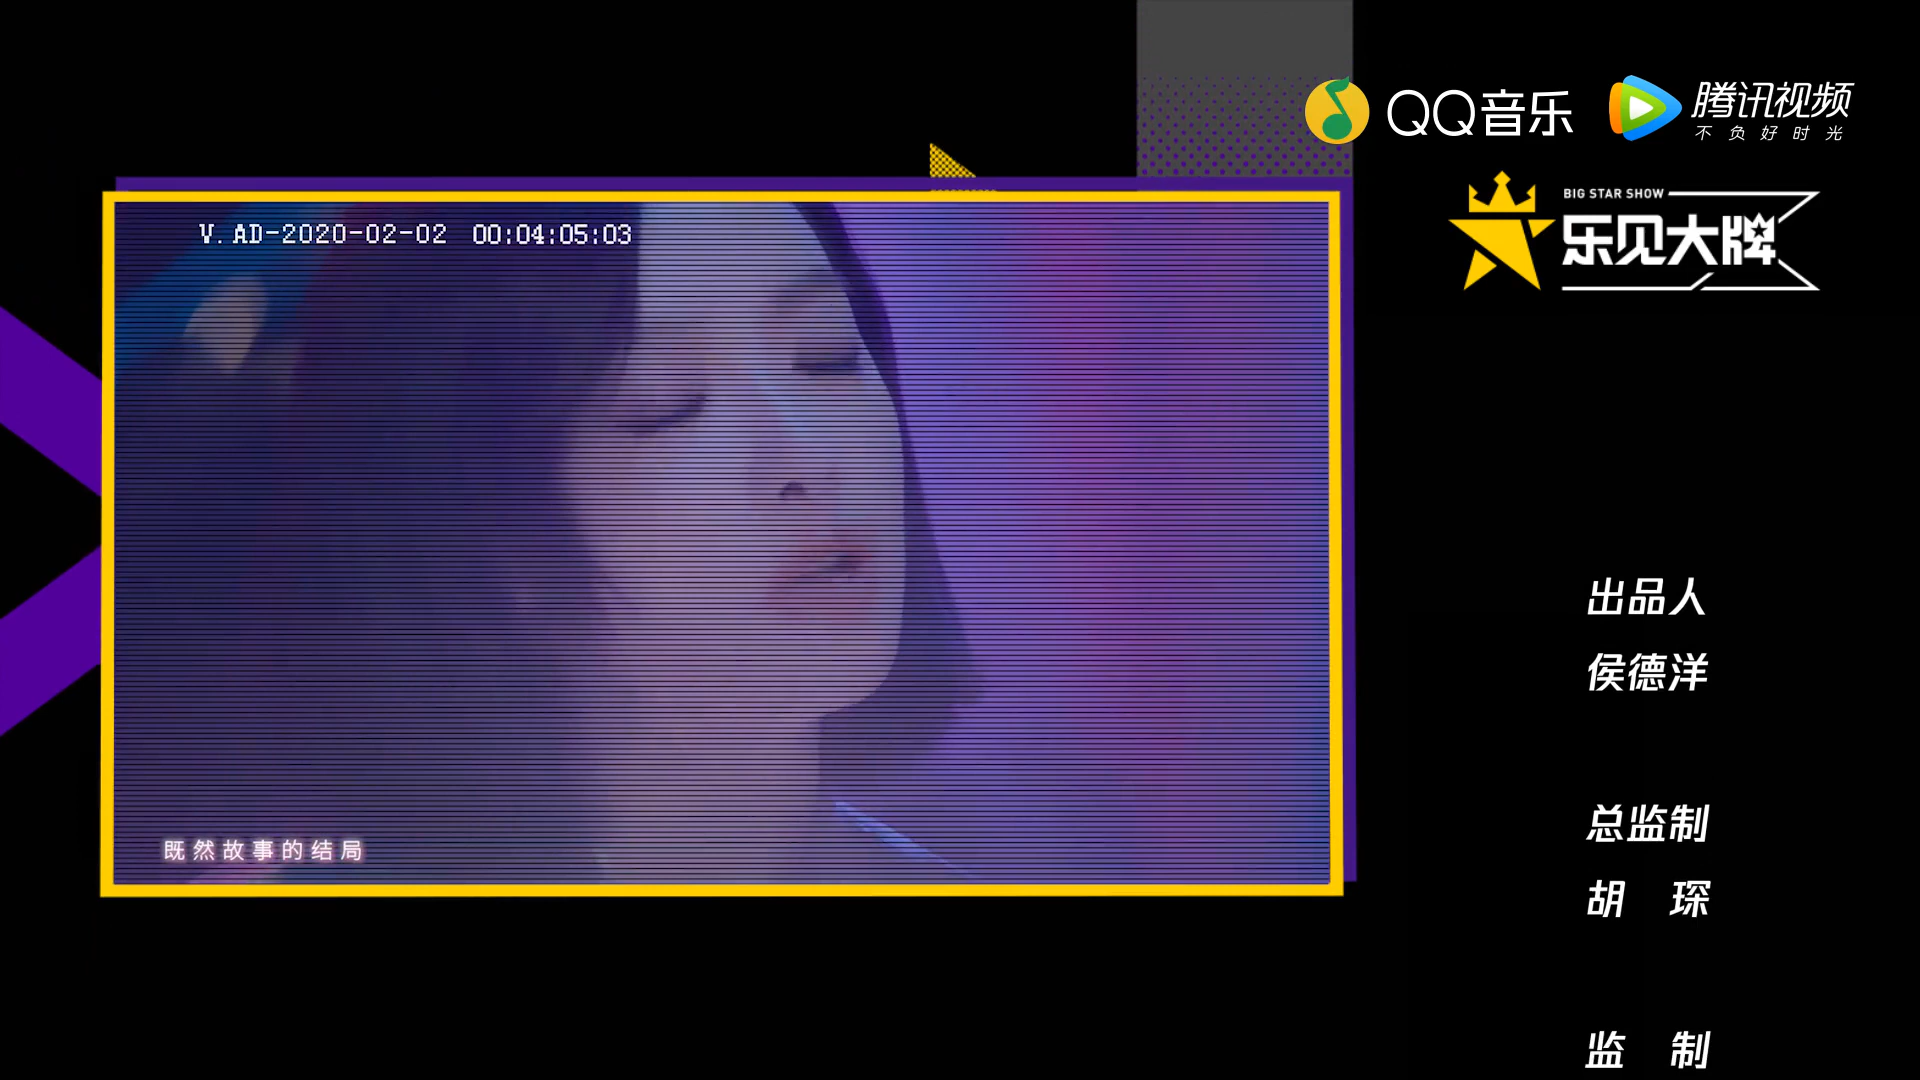 QQ音乐
腾讯视频
不负好时光
BIG STAR SHOW
乐见大牌
V.AD-2020-02-02 00:04:05:03
既然故事的结局
出品人
侯德洋
总监制
胡 琛
监 制